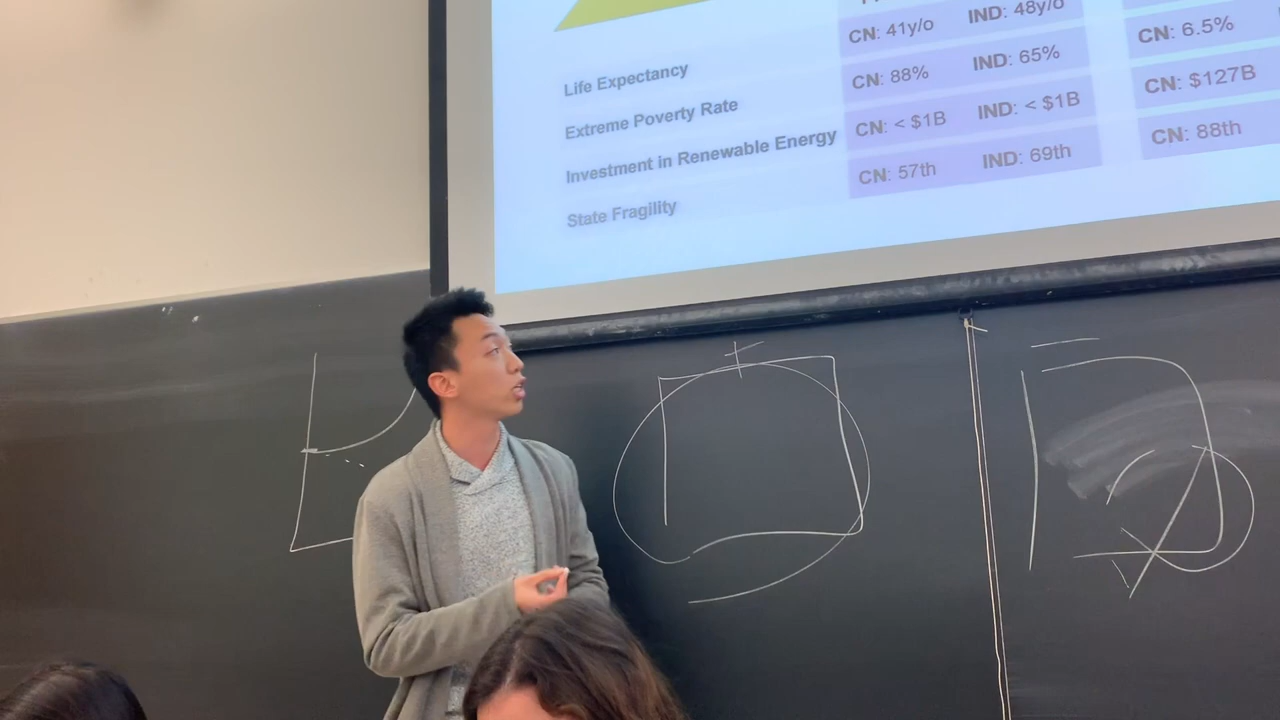 CN: 41y/o IND: 48y/o
Life Expectancy CN: 88% IND: 65% CN: 6.5%
Extreme Poverty Rate CN: < $1B IND: < $1B CN: $127B
Investment in Renewable Energy CN: 57th IND: 69th CN: 88th
State Fragility